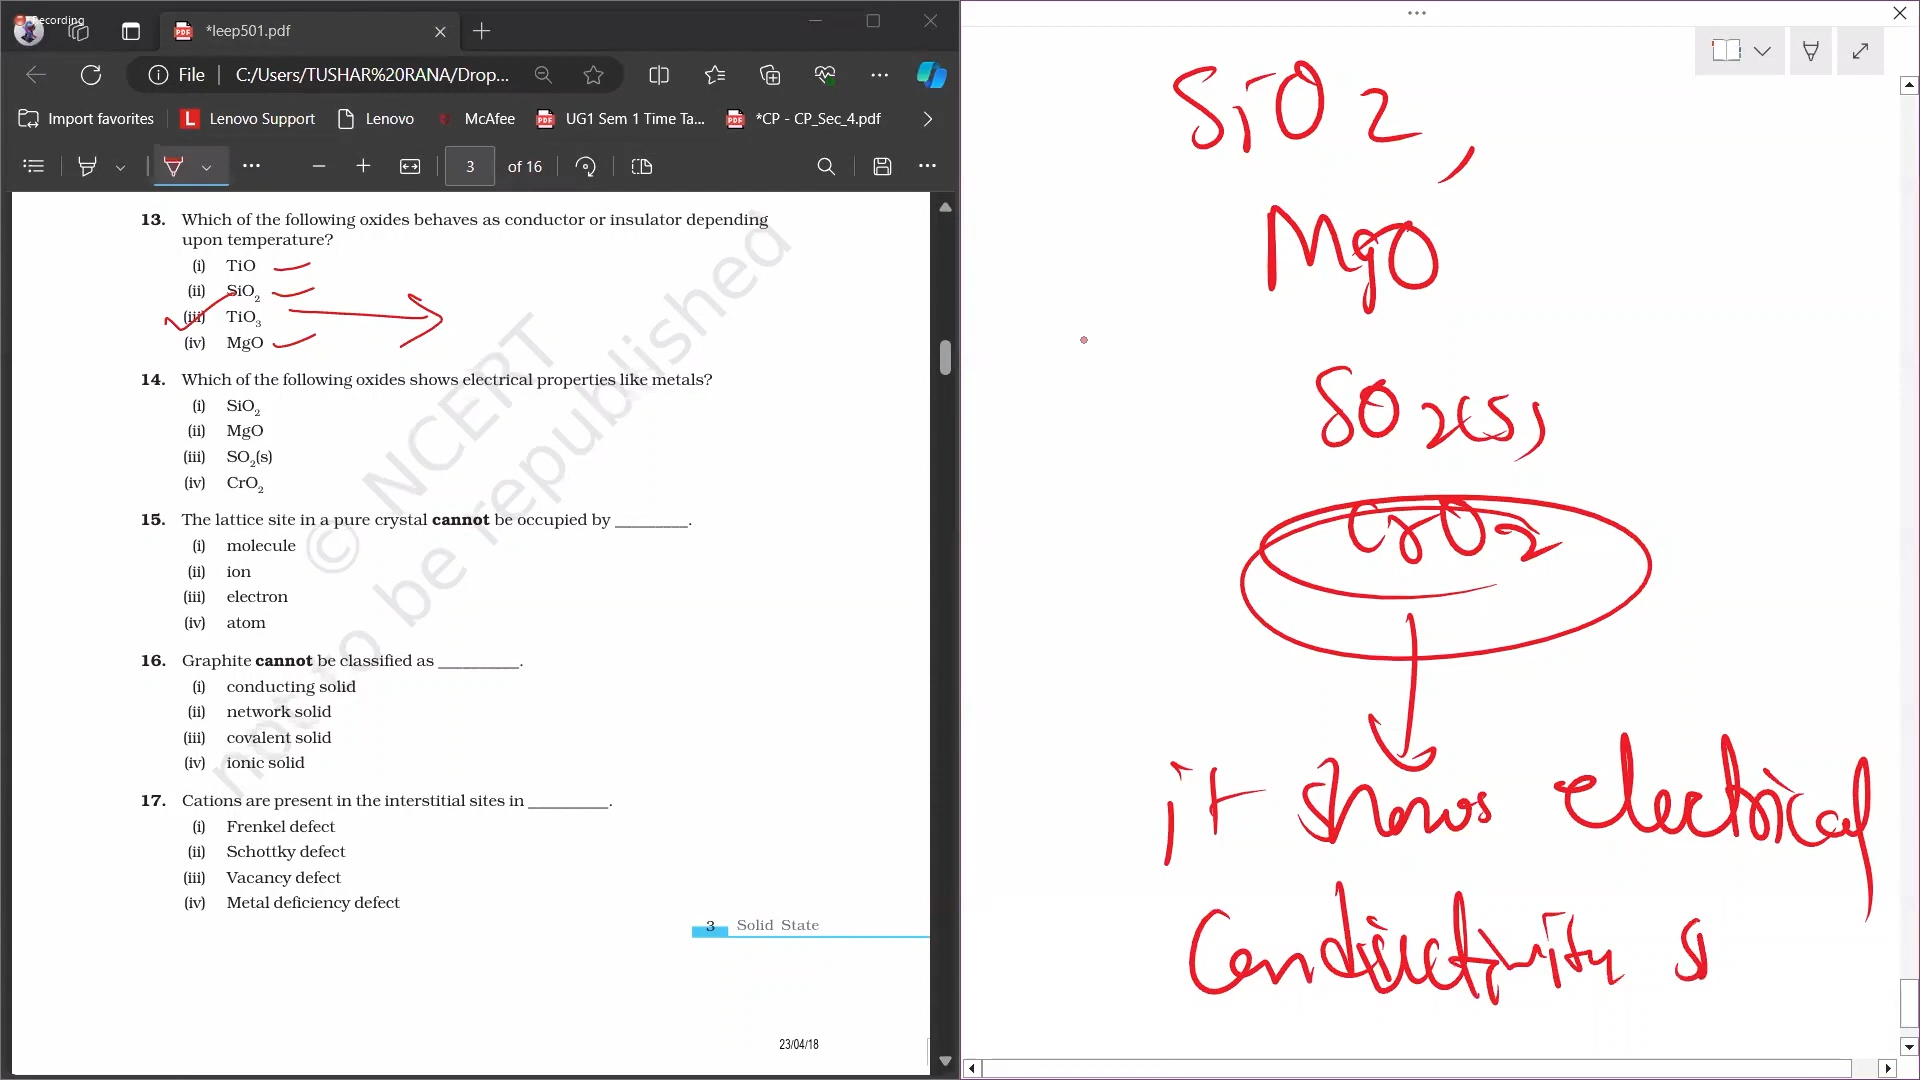 Recording
*leep501.pdf
File
C:/Users/TUSHAR%20RANA/Drop...
Import favorites
L Lenovo Support
Lenovo
McAfee
PDF UG1 Sem 1 Time Ta...
PDF *CP - CP_Sec_4.pdf
3 of 16
13. Which of the following oxides behaves as conductor or insulator depending
upon temperature?
(i) TiO
(ii) SiO₂
(iii) TiO₃
(iv) MgO
14. Which of the following oxides shows electrical properties like metals?
(i) SiO₂
(ii) MgO
(iii) SO₂(s)
(iv) CrO₂
15. The lattice site in a pure crystal cannot be occupied by _________.
(i) molecule
(ii) ion
(iii) electron
(iv) atom
16. Graphite cannot be classified as __________.
(i) conducting solid
(ii) network solid
(iii) covalent solid
(iv) ionic solid
17. Cations are present in the interstitial sites in __________.
(i) Frenkel defect
(ii) Schottky defect
(iii) Vacancy defect
(iv) Metal deficiency defect
3 Solid State
23/04/18
© NCERT
not to be republished
SiO2,
MgO
SO2(s)
CrO2
it shows electrical
Conductivity s